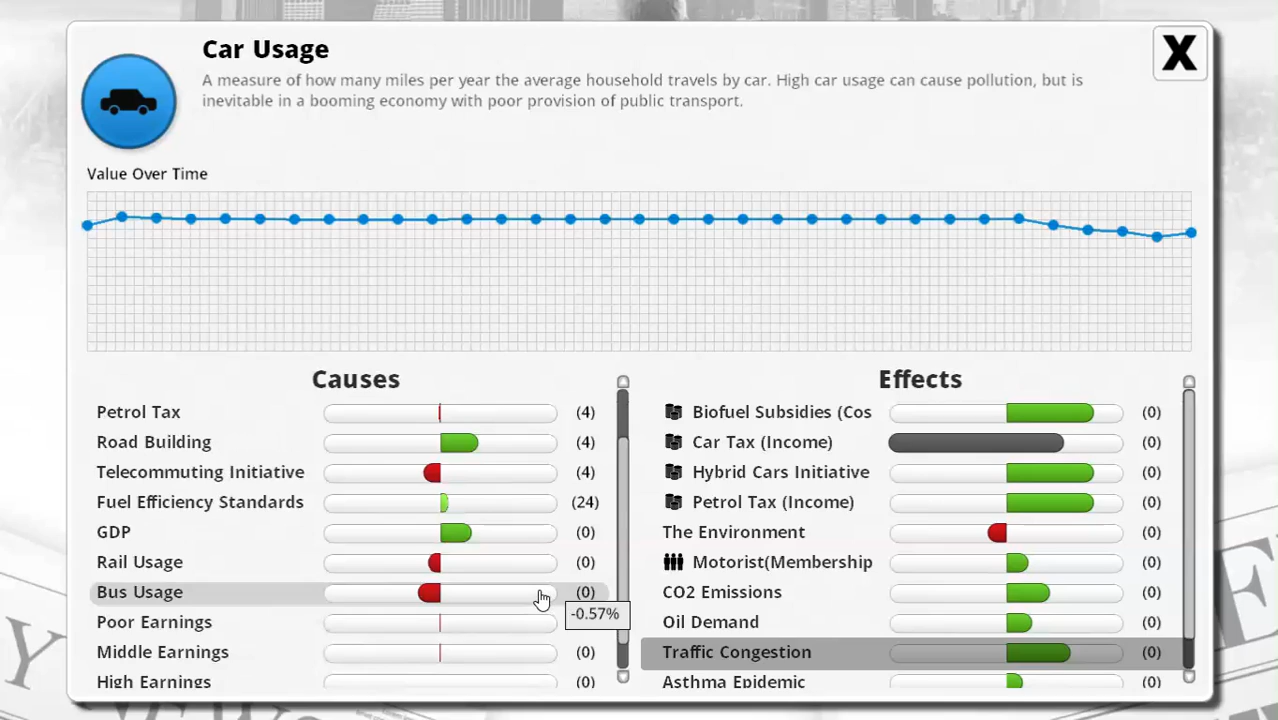 Car Usage
X
A measure of how many miles per year the average household travels by car. High car usage can cause pollution, but is
inevitable in a booming economy with poor provision of public transport.
Value Over Time
Causes
Effects
Petrol Tax (4)
Road Building (4)
Telecommuting Initiative (4)
Fuel Efficiency Standards (24)
GDP (0)
Rail Usage (0)
Bus Usage (0)
-0.57%
Poor Earnings
Middle Earnings (0)
High Earnings (0)
Biofuel Subsidies (Cos (0)
Car Tax (Income) (0)
Hybrid Cars Initiative (0)
Petrol Tax (Income) (0)
The Environment (0)
Motorist(Membership (0)
CO2 Emissions (0)
Oil Demand (0)
Traffic Congestion (0)
Asthma Epidemic (0)